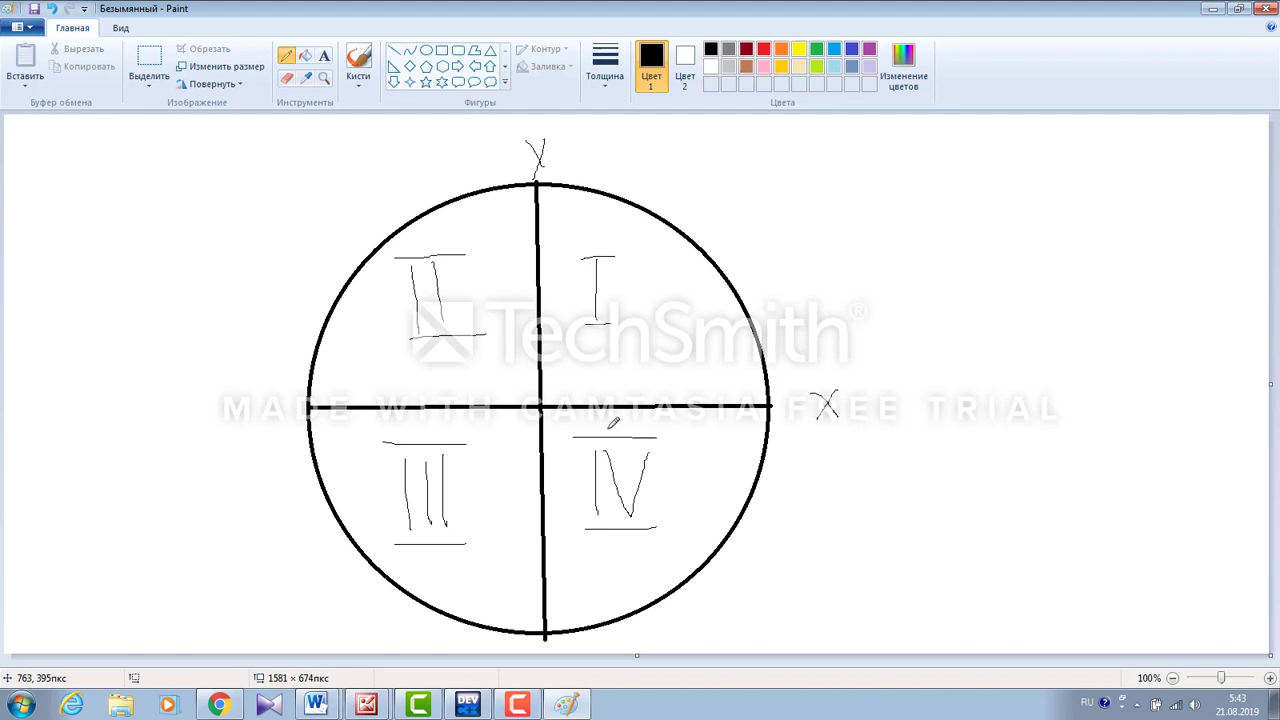 Безымянный - Paint
Главная Вид
Вставить
Вырезать
Копировать
Буфер обмена
Выделить
Обрезать
Изменить размер
Повернуть
Изображение
A
Инструменты
Кисти
Контур
Заливка
Фигуры
Толщина
Цвет 1
Цвет 2
Цвета
Изменение цветов
Y
II I
TechSmith®
MADE WITH CAMTASIA FREE TRIAL
X
III IV
763, 395пкс
1581 × 674пкс
100%
RU
5:43
21.08.2019